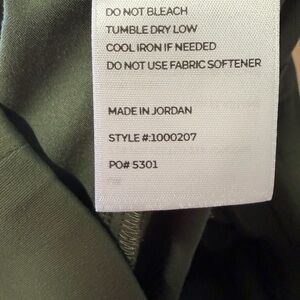 DO NOT BLEACH
TUMBLE DRY LOW
COOL IRON IF NEEDED
DO NOT USE FABRIC SOFTENER
MADE IN JORDAN
STYLE #:1000207
PO# 5301